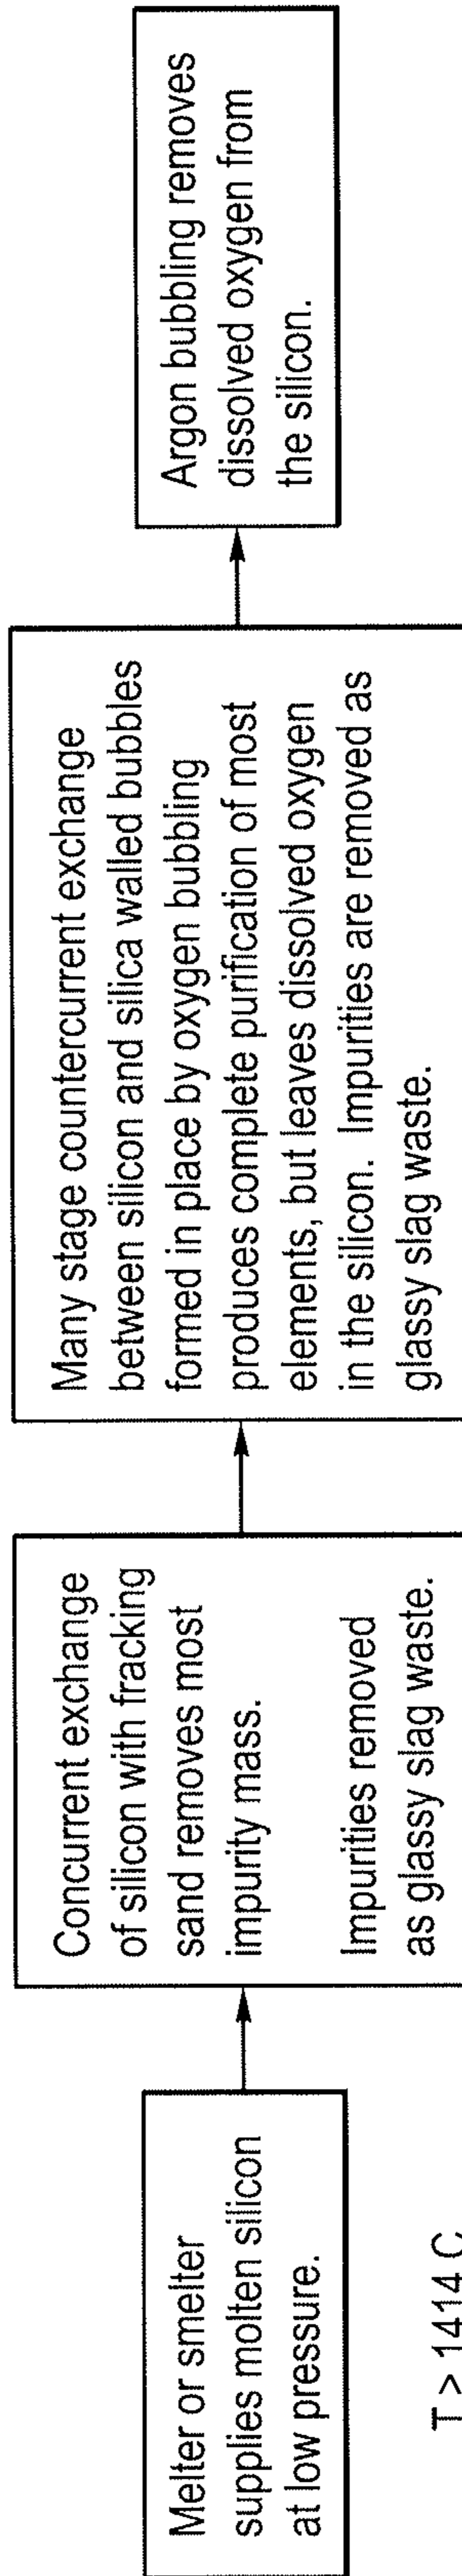 Melter or smelter
supplies molten silicon
at low pressure.
T > 1414 C
Concurrent exchange
of silicon with fracking
sand removes most
impurity mass.
Impurities removed
as glassy slag waste.
Many stage countercurrent exchange
between silicon and silica walled bubbles
formed in place by oxygen bubbling
produces complete purification of most
elements, but leaves dissolved oxygen
in the silicon. Impurities are removed as
glassy slag waste.
Argon bubbling removes
dissolved oxygen from
the silicon.